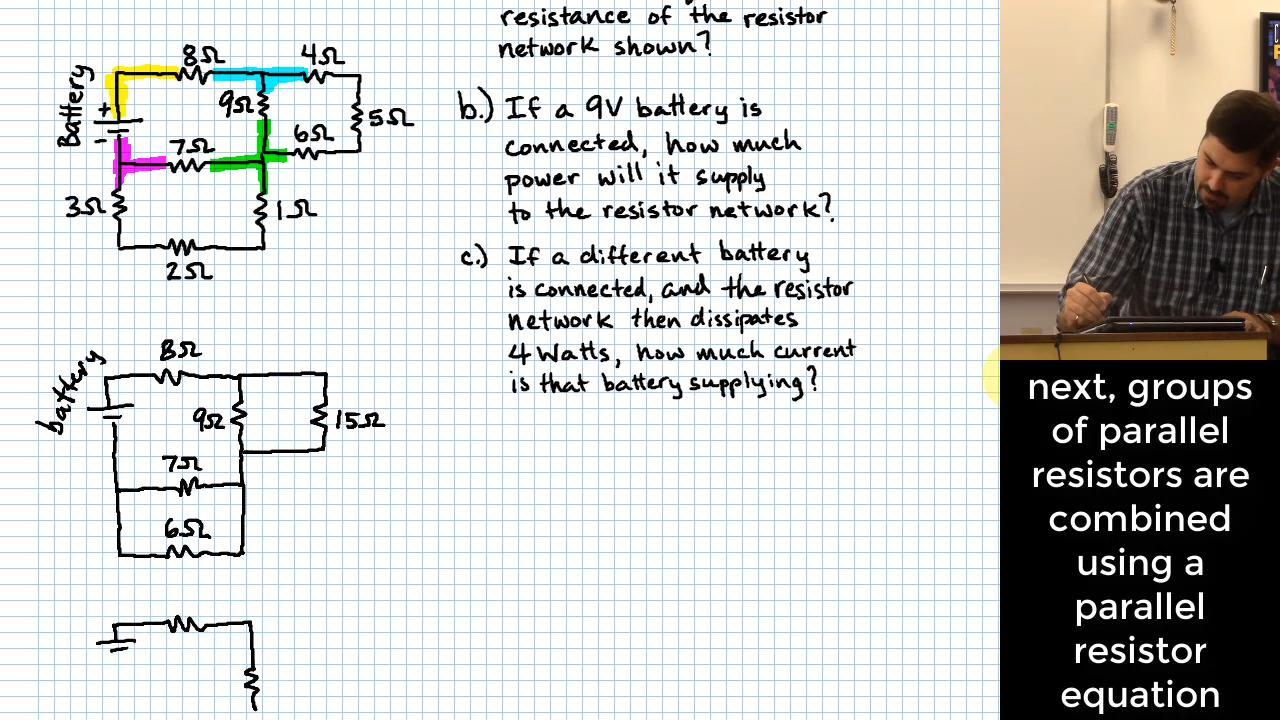 resistance of the resistor
network shown?
b.) If a 9V battery is
connected, how much
power will it supply
to the resistor network?
c.) If a different battery
is connected, and the resistor
network then dissipates
4 Watts, how much current
is that battery supplying?
8Ω
4Ω
Battery
+
-
9Ω
5Ω
6Ω
7Ω
3Ω
1Ω
2Ω
8Ω
battery
9Ω
15Ω
7Ω
6Ω
next, groups
of parallel
resistors are
combined
using a
parallel
resistor
equation